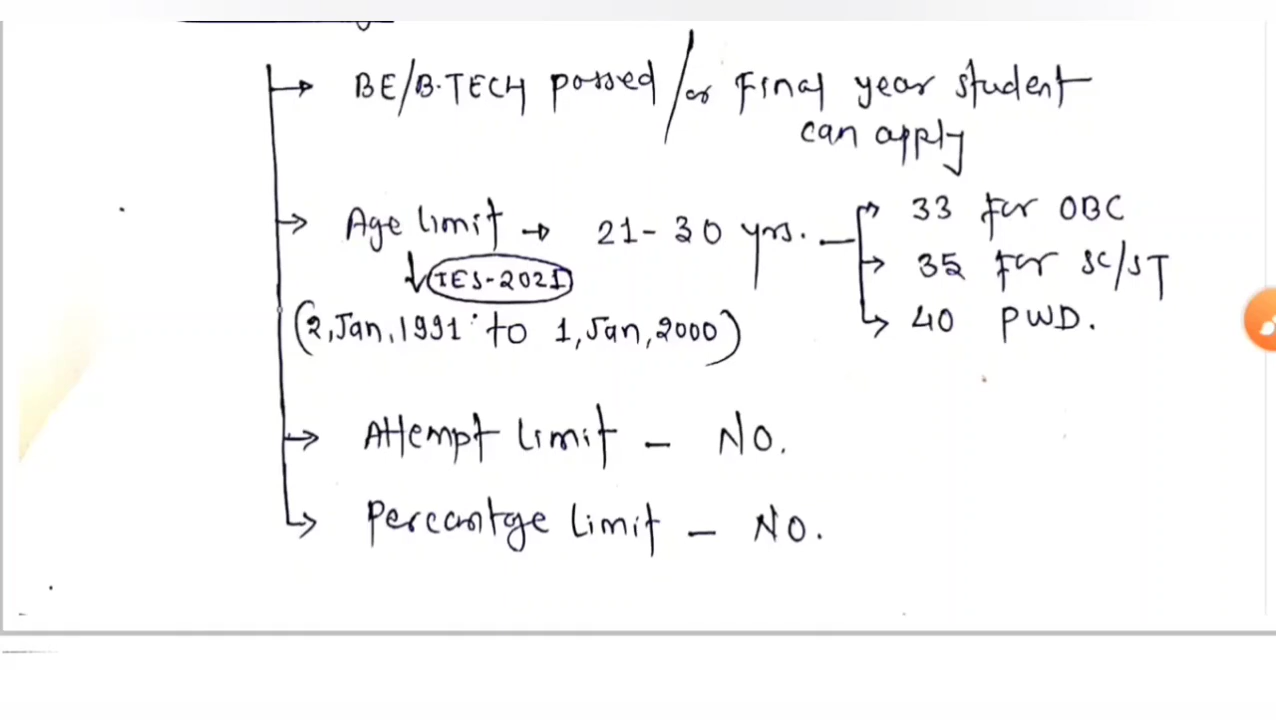 BE/B.TECH passed/or Final year student
can apply
Age limit → 21-30 yrs. → 33 for OBC
→ 35 for SC/ST
→ 40 PWD.
IES-2021
(2,Jan,1991 to 1,Jan,2000)
Attempt limit - No.
Percantge limit - No.